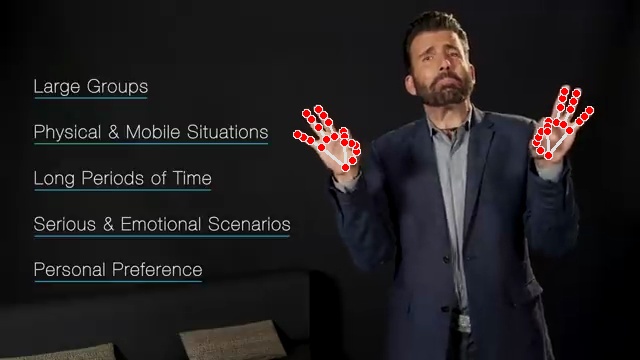 Large Groups
Physical & Mobile Situations
Long Periods of Time
Serious & Emotional Scenarios
Personal Preference